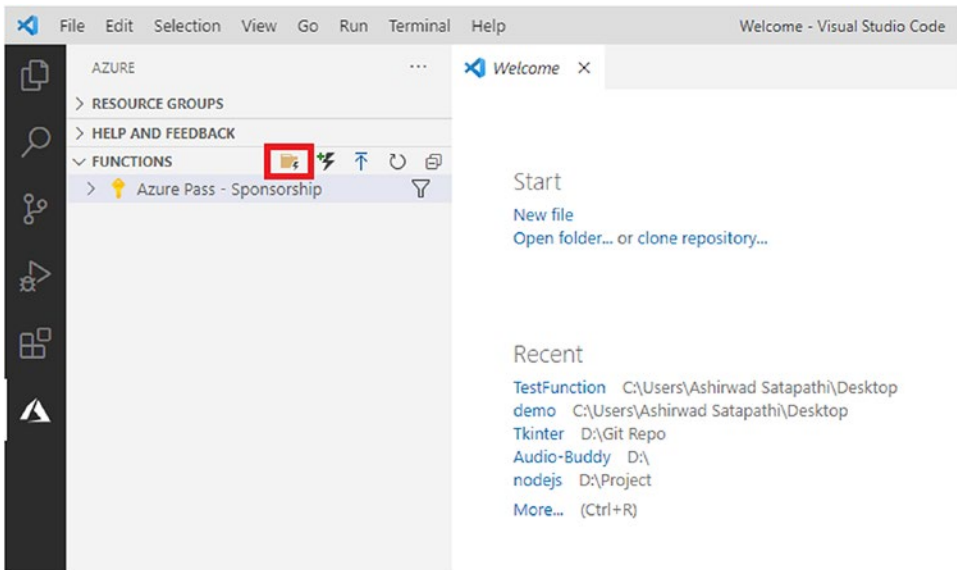 File Edit Selection View Go Run Terminal Help Welcome - Visual Studio Code
AZURE ...
Welcome
RESOURCE GROUPS
HELP AND FEEDBACK
FUNCTIONS
Azure Pass - Sponsorship
Start
New file
Open folder... or clone repository...
Recent
TestFunction C:\Users\Ashirwad Satapathi\Desktop
demo C:\Users\Ashirwad Satapathi\Desktop
Tkinter D:\Git Repo
Audio-Buddy D:\
nodejs D:\Project
More... (Ctrl+R)